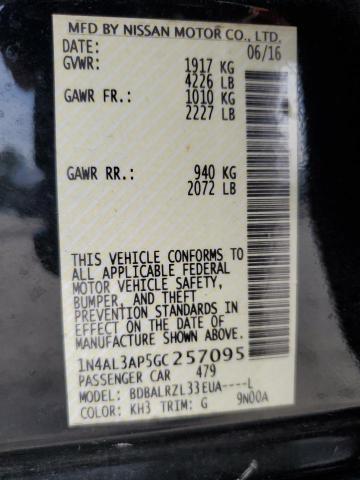 MFD BY NISSAN MOTOR CO., LTD.
DATE: 06/16
GVWR: 1917 KG
4226 LB
GAWR FR.: 1010 KG
2227 LB
GAWR RR.: 940 KG
2072 LB
THIS VEHICLE CONFORMS TO
ALL APPLICABLE FEDERAL
MOTOR VEHICLE SAFETY,
BUMPER, AND THEFT
PREVENTION STANDARDS IN
EFFECT ON THE DATE OF
MANUFACTURE SHOWN ABOVE.
1N4AL3AP5GC257095
PASSENGER CAR 479
MODEL: BDBALRZL33EUA----L
COLOR: KH3 TRIM: G 9N00A